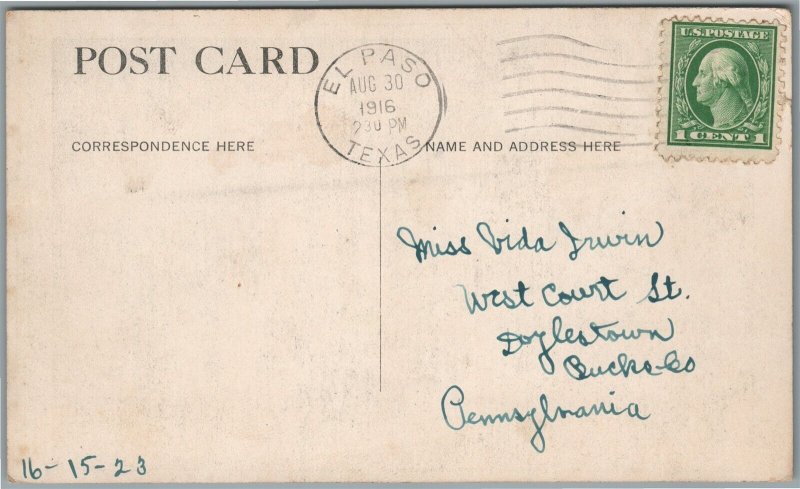 POST CARD
EL PASO
AUG 30
1916
230 PM
TEXAS
U.S. POSTAGE
1 CENT 1
CORRESPONDENCE HERE
NAME AND ADDRESS HERE
Miss Vida Irwin
West Court St.
Doylestown
Bucks Co
Pennsylvania
16-15-23